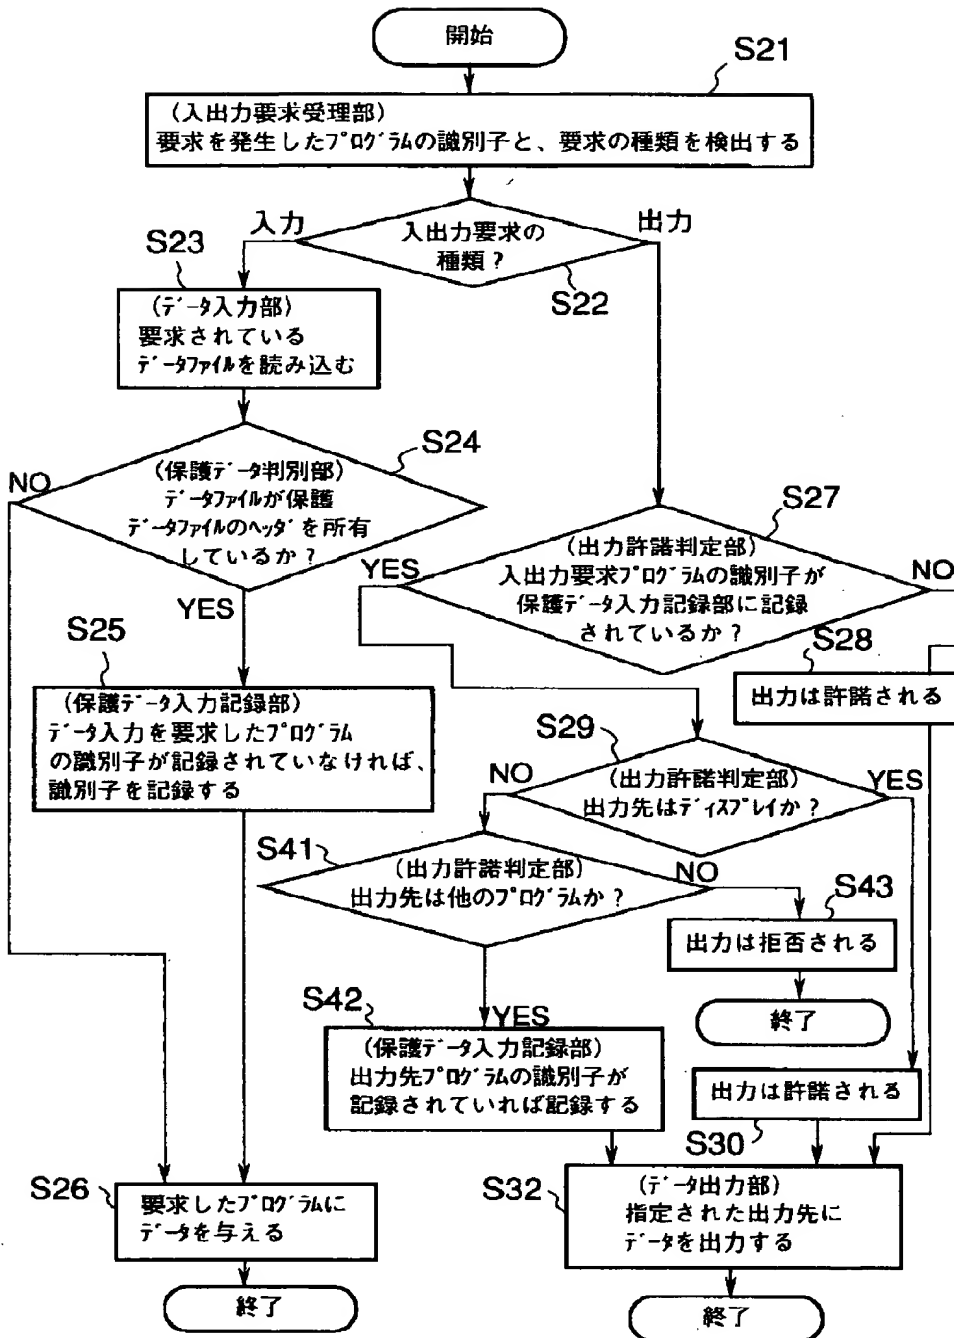 開始
S21
(入出力要求受理部)
要求を発生したプログラムの識別子と、要求の種類を検出する
入力
出力
入出力要求の
種類?
S22
S23
(データ入力部)
要求されている
データファイルを読み込む
S24
NO
(保護データ判別部)
データファイルが保護
データファイルのヘッダを所有
しているか?
YES
S27
YES
NO
(出力許諾判定部)
入出力要求プログラムの識別子が
保護データ入力記録部に記録
されているか?
S25
(保護データ入力記録部)
データ入力を要求したプログラム
の識別子が記録されていなければ、
識別子を記録する
S28
出力は許諾される
S29
NO
YES
(出力許諾判定部)
出力先はディスプレイか?
S41
(出力許諾判定部)
出力先は他のプログラムか?
NO
S43
出力は拒否される
終了
S42
YES
(保護データ入力記録部)
出力先プログラムの識別子が
記録されていれば記録する
出力は許諾される
S30
S26
要求したプログラムに
データを与える
終了
S32
(データ出力部)
指定された出力先に
データを出力する
終了